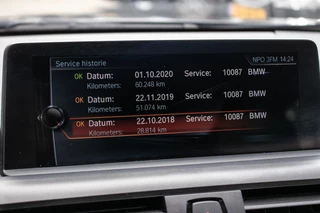 Service historie NPO 3FM 14:24
OK Datum: 01.10.2020 Service: 10087 BMW
Kilometers: 60.248 km
OK Datum: 22.11.2019 Service: 10087 BMW
Kilometers: 51.074 km
OK Datum: 22.10.2018 Service: 10087 BMW
Kilometers: 28.814 km